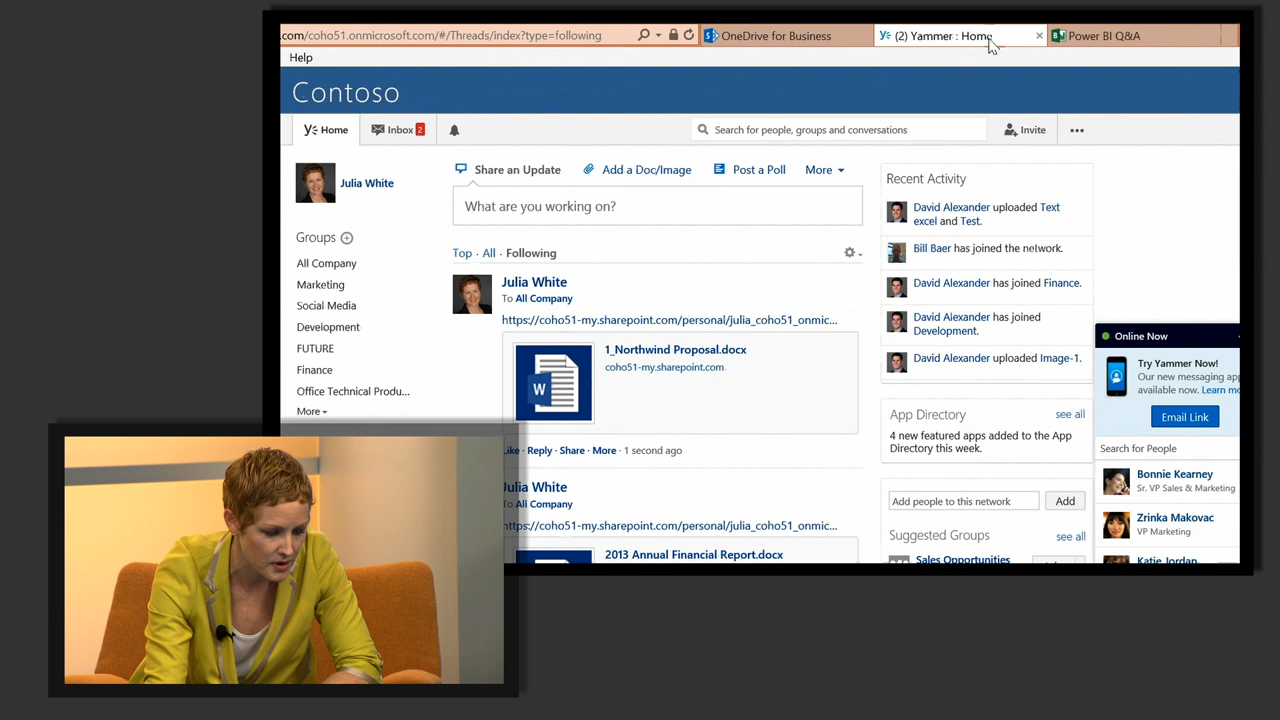 .com/coho51.onmicrosoft.com/#/Threads/index?type=following
OneDrive for Business
(2) Yammer : Home
Power BI Q&A
Help
Contoso
Home
Inbox 2
Search for people, groups and conversations
Invite
Julia White
Groups
All Company
Marketing
Social Media
Development
FUTURE
Finance
Office Technical Produ...
More
Share an Update
Add a Doc/Image
Post a Poll
More
What are you working on?
Top · All · Following
Julia White
To All Company
https://coho51-my.sharepoint.com/personal/julia_coho51_onmic...
1_Northwind Proposal.docx
coho51-my.sharepoint.com
Like · Reply · Share · More · 1 second ago
Julia White
To All Company
https://coho51-my.sharepoint.com/personal/julia_coho51_onmic...
2013 Annual Financial Report.docx
Recent Activity
David Alexander uploaded Text
excel and Test.
Bill Baer has joined the network.
David Alexander has joined Finance.
David Alexander has joined
Development.
David Alexander uploaded Image-1.
App Directory
see all
4 new featured apps added to the App
Directory this week.
Add people to this network
Add
Suggested Groups
see all
Sales Opportunities
Online Now
Try Yammer Now!
Our new messaging app
available now. Learn mo
Email Link
Search for People
Bonnie Kearney
Sr. VP Sales & Marketing
Zrinka Makovac
VP Marketing
Katie Jordan